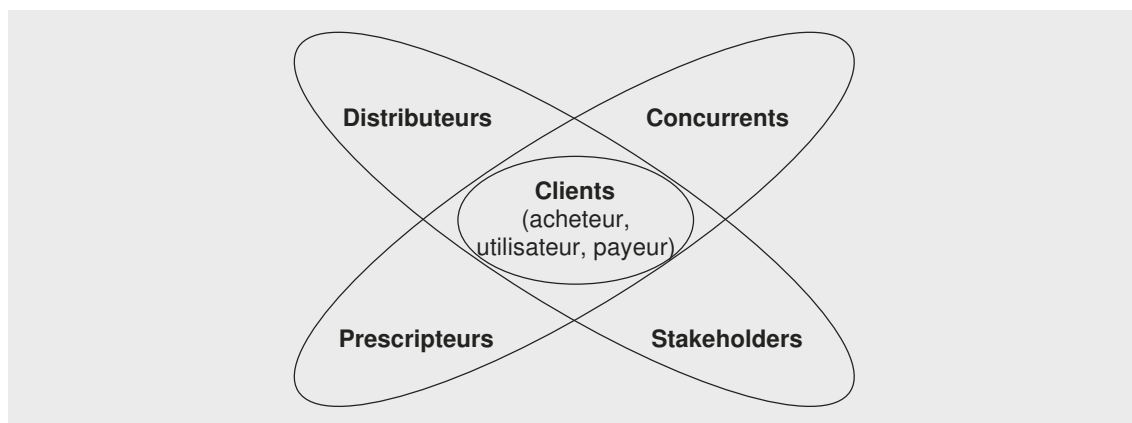 Distributeurs
Concurrents
Clients
(acheteur,
utilisateur, payeur)
Prescripteurs
Stakeholders